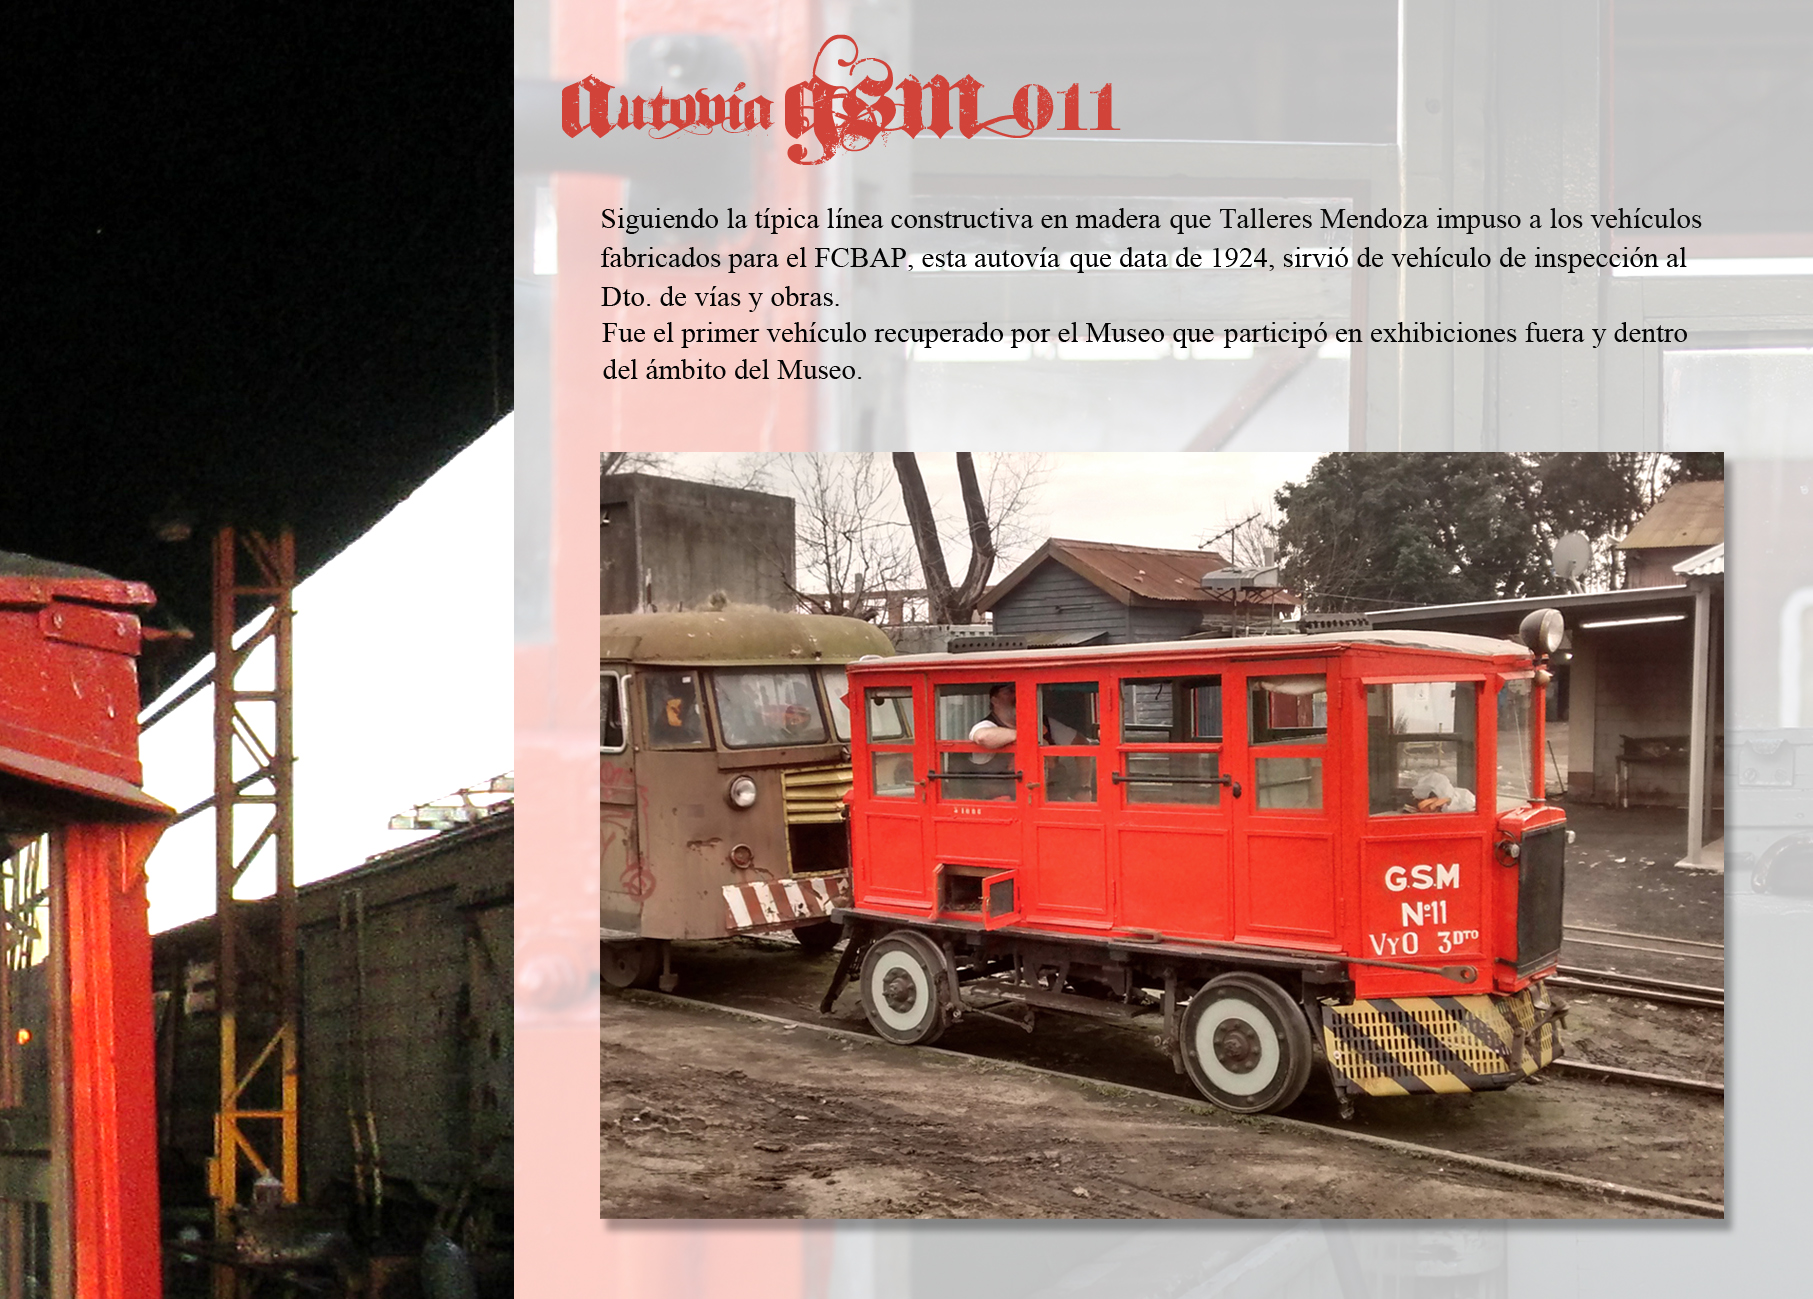 Autovía GSM 011
Siguiendo la típica línea constructiva en madera que Talleres Mendoza impuso a los vehículos
fabricados para el FCBAP, esta autovía que data de 1924, sirvió de vehículo de inspección al
Dto. de vías y obras.
Fue el primer vehículo recuperado por el Museo que participó en exhibiciones fuera y dentro
del ámbito del Museo.
G.S.M
Nº11
VyO 3DTO